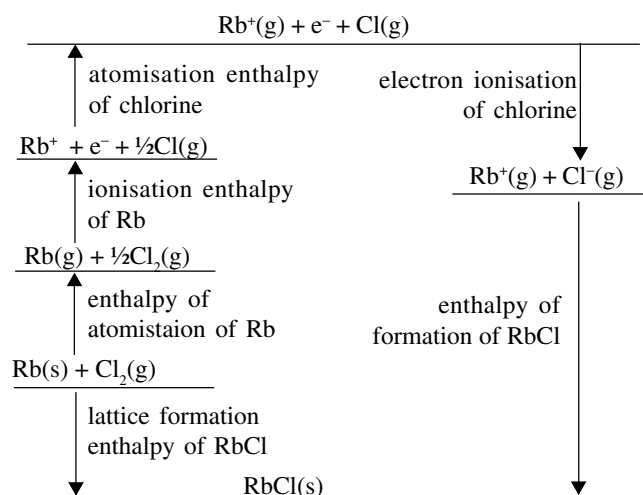 Rb⁺(g) + e⁻ + Cl(g)
atomisation enthalpy
of chlorine
electron ionisation
of chlorine
Rb⁺ + e⁻ + ½Cl(g)
Rb⁺(g) + Cl⁻(g)
ionisation enthalpy
of Rb
Rb(g) + ½Cl₂(g)
enthalpy of
atomistaion of Rb
enthalpy of
formation of RbCl
Rb(s) + Cl₂(g)
lattice formation
enthalpy of RbCl
RbCl(s)